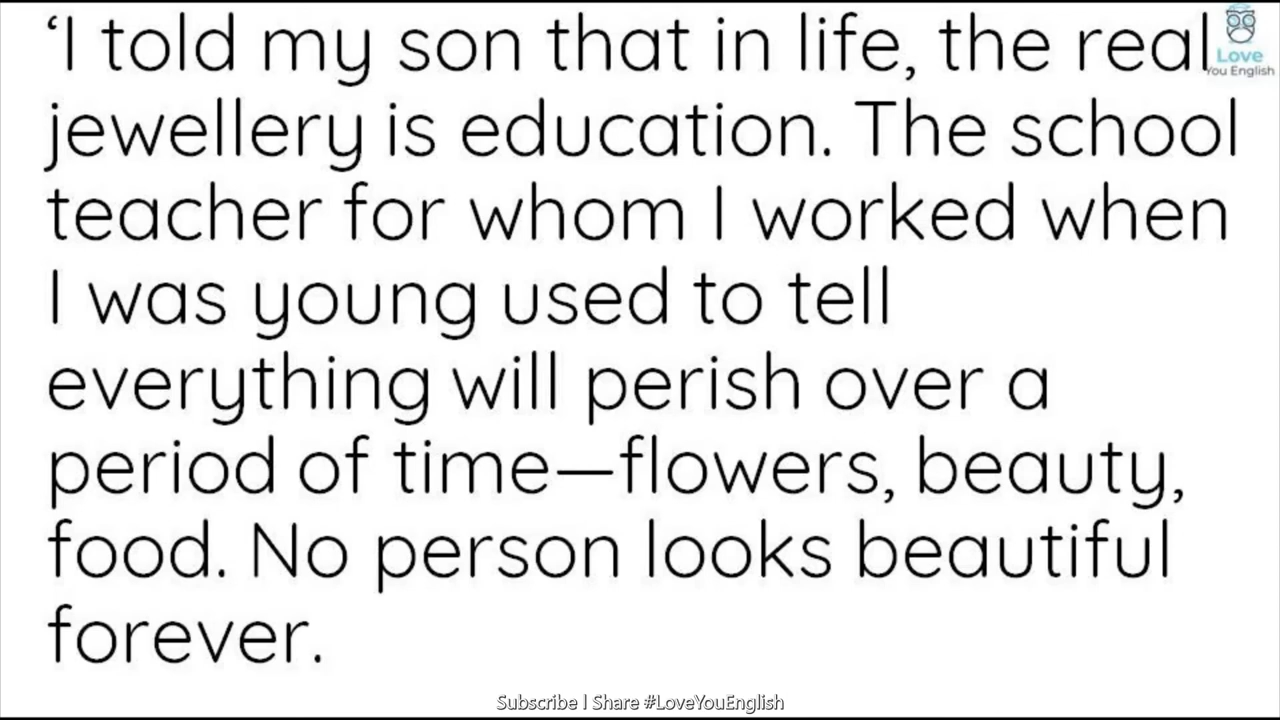 ‘I told my son that in life, the real
jewellery is education. The school
teacher for whom I worked when
I was young used to tell
everything will perish over a
period of time—flowers, beauty,
food. No person looks beautiful
forever.
Love
You English
Subscribe | Share #LoveYouEnglish